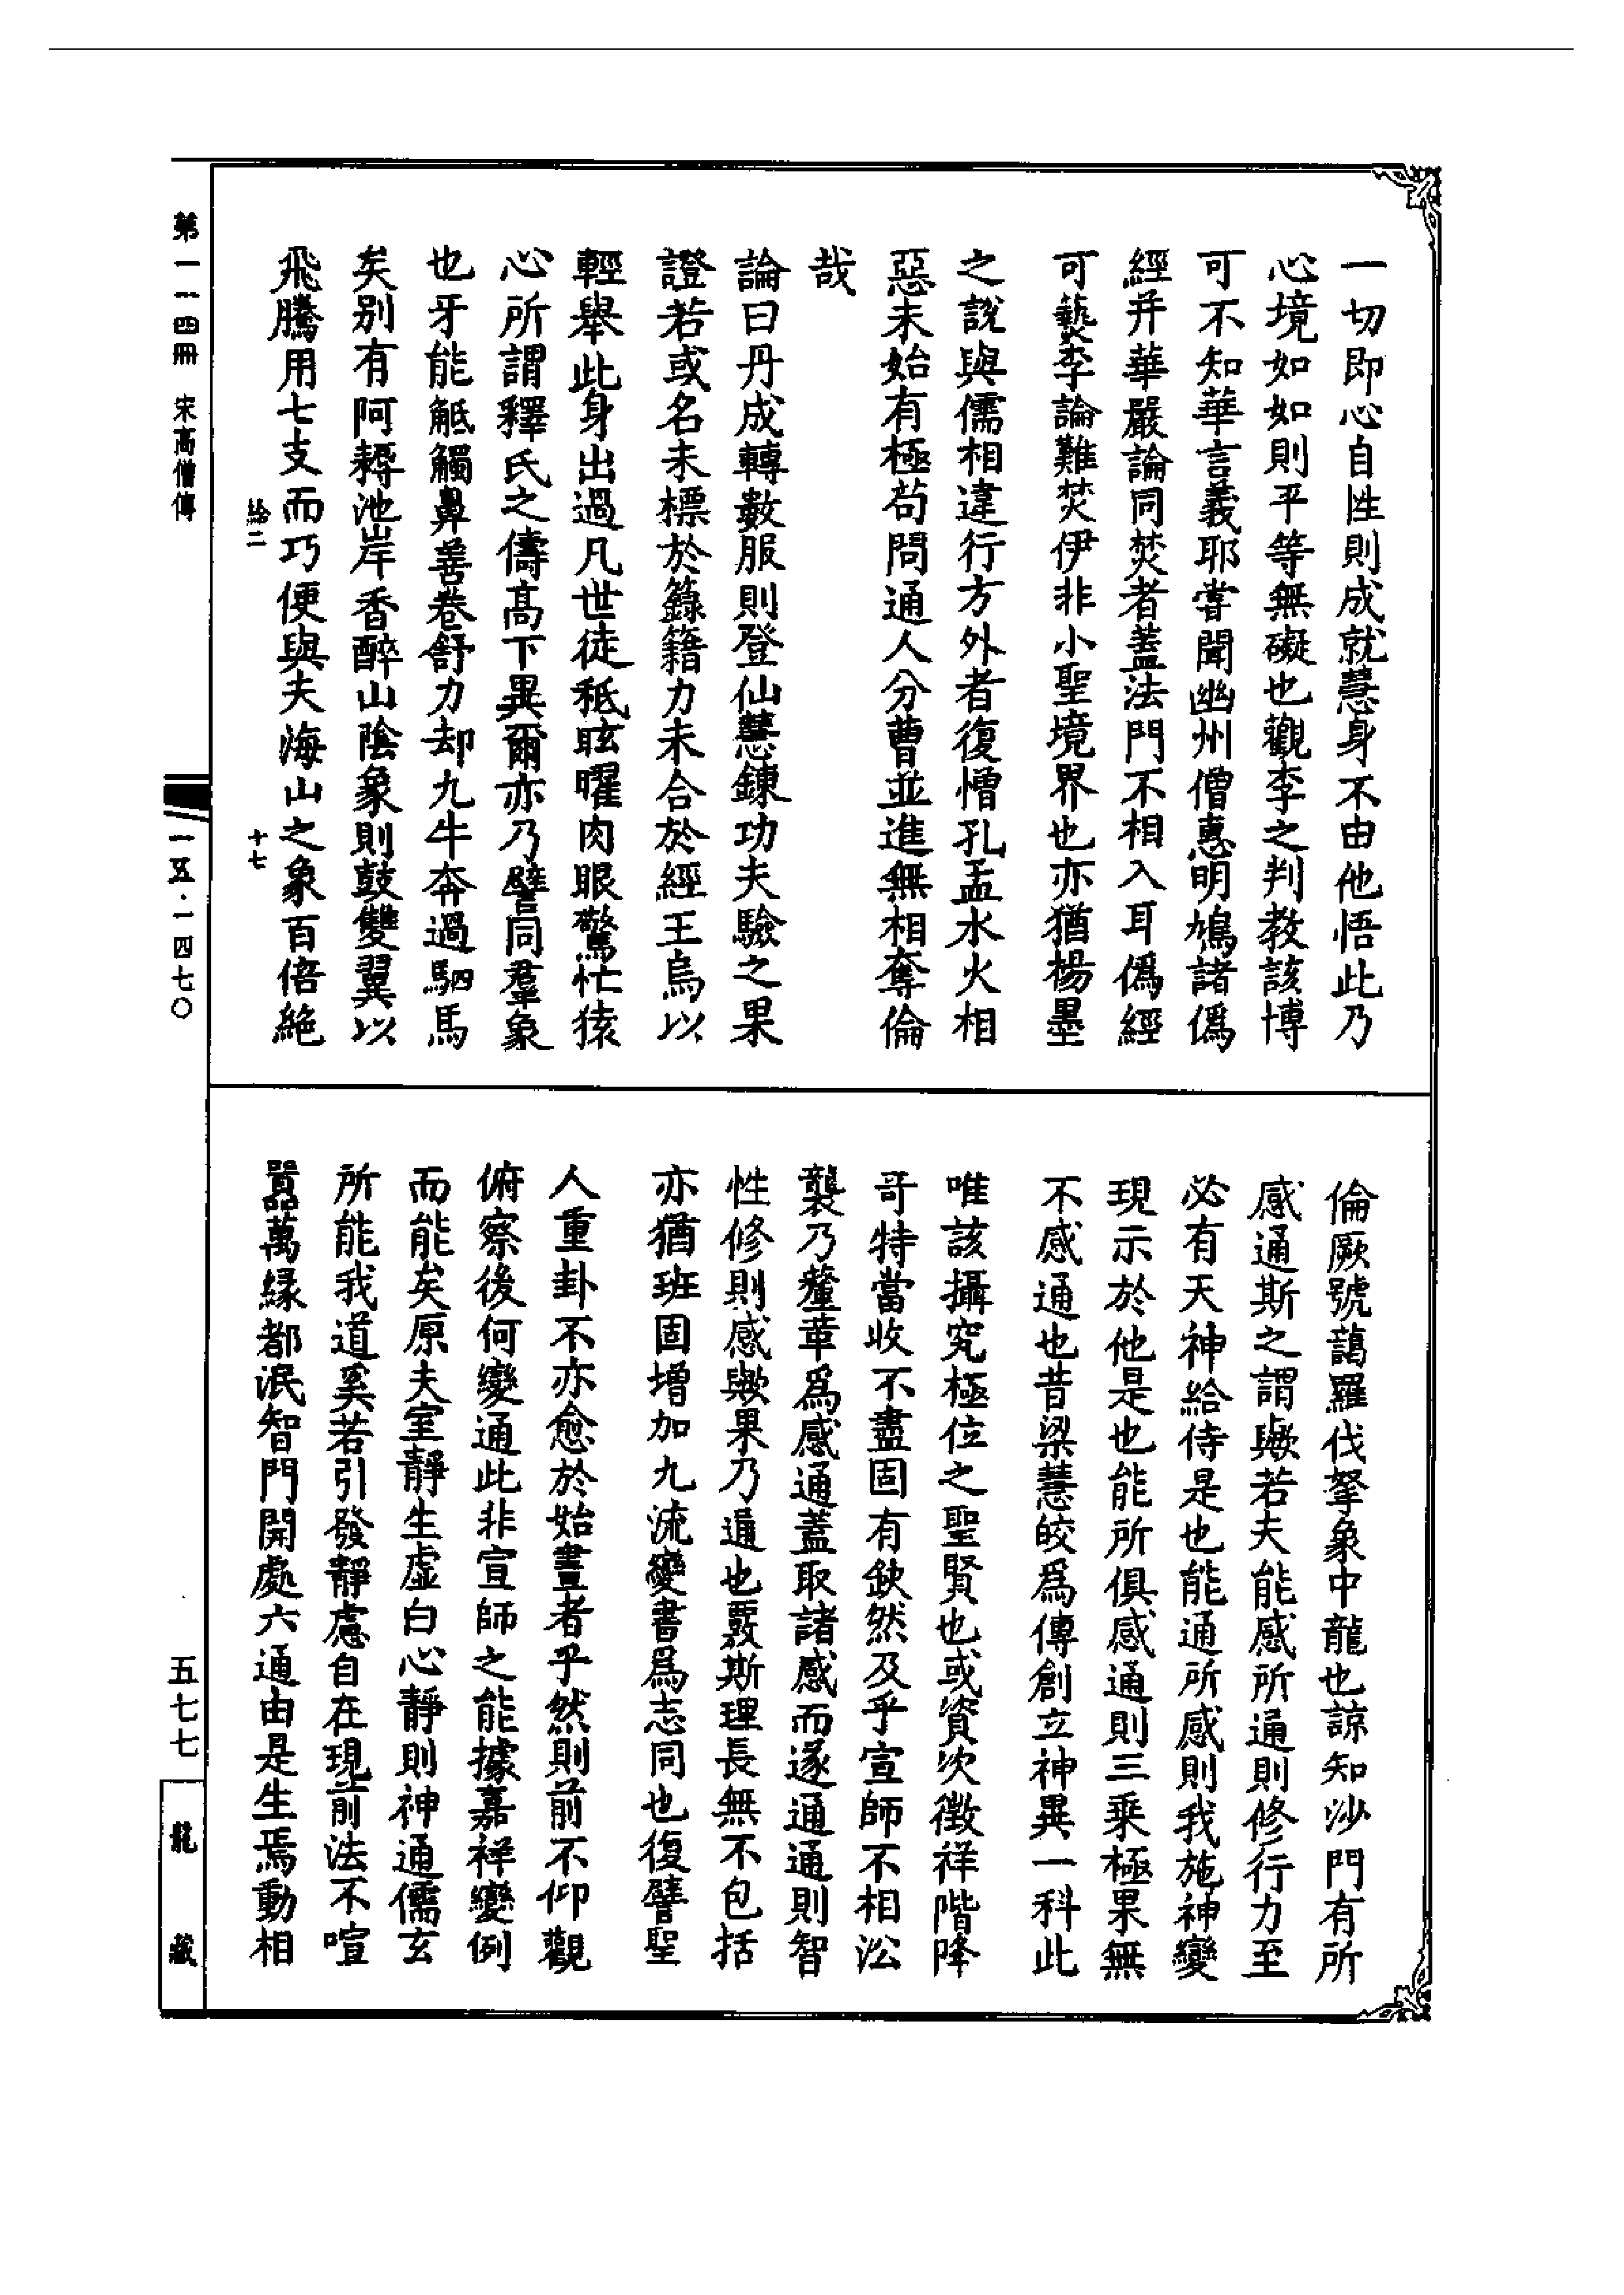 一切即心自性則成就慧身不由他悟此乃
心境如如則平等無礙也觀李之判教該博
可不知華言義耶嘗聞幽州僧惠明鳩諸偽
經并華嚴論同焚者蓋法門不相入耳偽經
可爇李論難焚伊非小聖境界也亦猶楊墨
之說與儒相違行方外者復憎孔孟水火相
惡未始有極苟問通人分曹並進無相奪倫
哉
論曰丹成轉數服則登仙慧鍊功夫驗之果
證若或名未標於籙籍力未合於經王烏以
輕舉此身出過凡世徒秪眩曜肉眼驚忙猿
心所謂釋氏之儔高下異爾亦乃譬同羣象
也牙能觝觸鼻善卷舒力却九牛奔過駟馬
矣别有阿耨池岸香醉山陰象則鼓雙翼以
飛騰用七支而巧便與夫海山之象百倍絶
倫厥號藹羅伐拏象中龍也諒知沙門有所
感通斯之謂歟若夫能感所通則修行力至
必有天神給侍是也能通所感則我施神變
現示於他是也能所俱感通則三乘極果無
不感通也昔梁慧皎為傳創立神異一科此
唯該攝究極位之聖賢也或資次徵祥階降
奇特當收不盡固有缺然及乎宣師不相沿
襲乃釐革為感通蓋取諸感而遂通通則智
性修則感歟果乃通也覈斯理長無不包括
亦猶班固增加九流變書為志同也復譬聖
人重卦不亦愈於始畫者乎然則前不仰觀
俯察後何變通此非宣師之能據嘉祥變例
而能矣原夫室靜生虛白心靜則神通儒玄
所能我道奚若引發靜慮自在現前法不喧
囂萬緣都泯智門開處六通由是生焉動相
第一一四冊 宋高僧傳
給二
十七
一五·一四七〇
五七七
龍藏